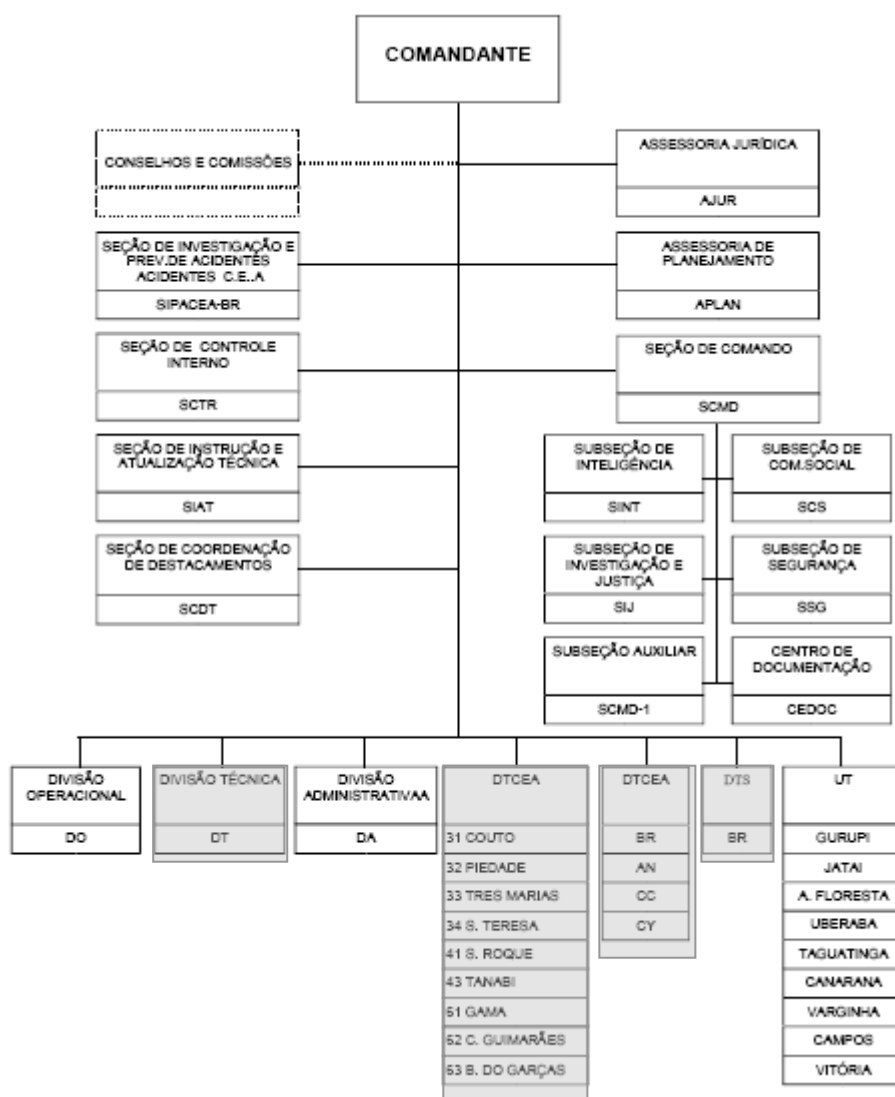 COMANDANTE
CONSELHOS E COMISSÕES
ASSESSORIA JURÍDICA
AJUR
SEÇÃO DE INVESTIGAÇÃO E
PREV.DE ACIDENTES
ACIDENTES C.E..A
SIPACEA-BR
ASSESSORIA DE
PLANEJAMENTO
APLAN
SEÇÃO DE CONTROLE
INTERNO
SCTR
SEÇÃO DE COMANDO
SCMD
SEÇÃO DE INSTRUÇÃO E
ATUALIZAÇÃO TÉCNICA
SIAT
SUBSEÇÃO DE
INTELIGÊNCIA
SINT
SUBSEÇÃO DE
COM.SOCIAL
SCS
SEÇÃO DE COORDENAÇÃO
DE DESTACAMENTOS
SCDT
SUBSEÇÃO DE
INVESTIGAÇÃO E
JUSTIÇA
SIJ
SUBSEÇÃO DE
SEGURANÇA
SSG
SUBSEÇÃO AUXILIAR
SCMD-1
CENTRO DE
DOCUMENTAÇÃO
CEDOC
DIVISÃO
OPERACIONAL
DO
DIVISÃO TÉCNICA
DT
DIVISÃO
ADMINISTRATIVAA
DA
DTCEA
31 COUTO
32 PIEDADE
33 TRES MARIAS
34 S. TERESA
41 S. ROQUE
43 TANABI
61 GAMA
62 C. GUIMARÃES
63 B. DO GARÇAS
DTCEA
BR
AN
CC
CY
DTS
BR
UT
GURUPI
JATAI
A. FLORESTA
UBERABA
TAGUATINGA
CANARANA
VARGINHA
CAMPOS
VITÓRIA